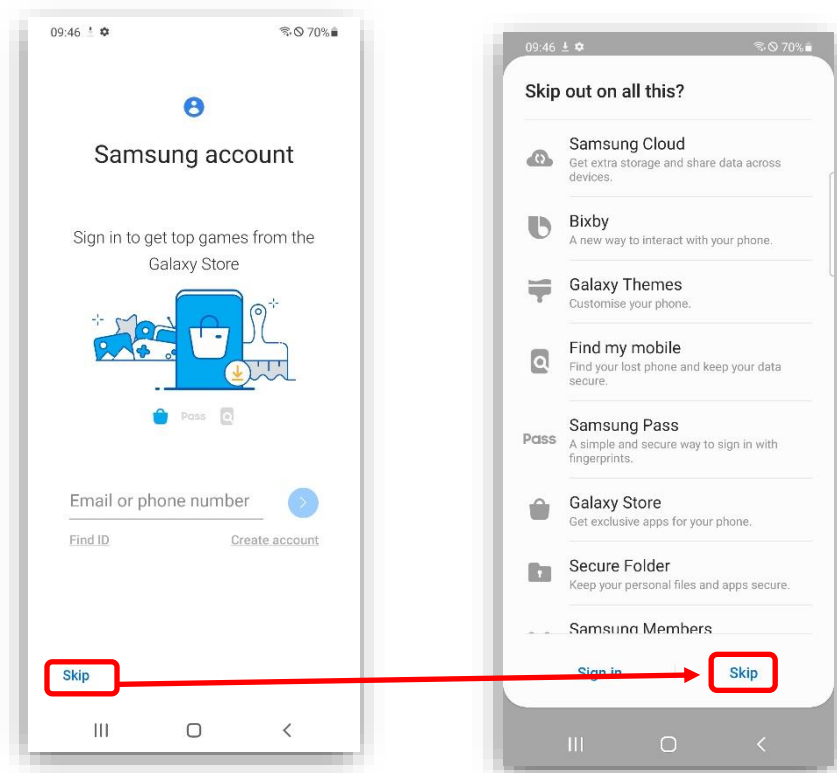 09:46 70%
Samsung account
Sign in to get top games from the
Galaxy Store
Pass
Email or phone number
Find ID Create account
Skip
09:46 70%
Skip out on all this?
Samsung Cloud
Get extra storage and share data across
devices.
Bixby
A new way to interact with your phone.
Galaxy Themes
Customise your phone.
Find my mobile
Find your lost phone and keep your data
secure.
Pass
Samsung Pass
A simple and secure way to sign in with
fingerprints.
Galaxy Store
Get exclusive apps for your phone.
Secure Folder
Keep your personal files and apps secure.
Samsung Members
Sign in Skip